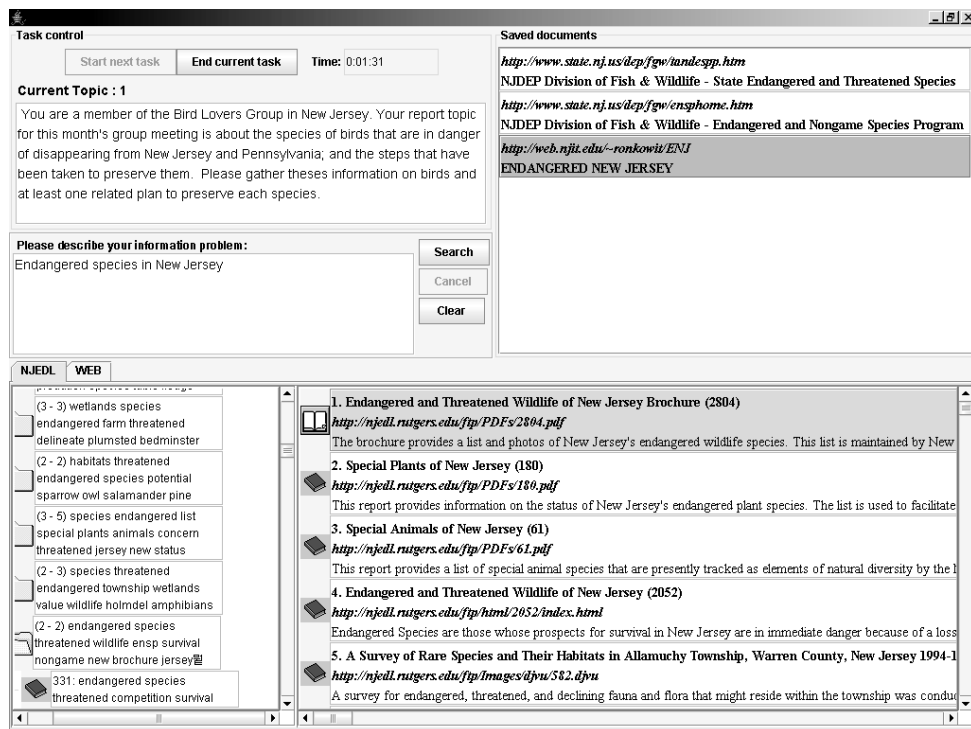 Task control
Start next task
End current task
Time: 0:01:31
Current Topic : 1
You are a member of the Bird Lovers Group in New Jersey. Your report topic
for this month's group meeting is about the species of birds that are in danger
of disappearing from New Jersey and Pennsylvania; and the steps that have
been taken to preserve them. Please gather theses information on birds and
at least one related plan to preserve each species.
Saved documents
http://www.state.nj.us/dep/fgw/tandespp.htm
NJDEP Division of Fish & Wildlife - State Endangered and Threatened Species
http://www.state.nj.us/dep/fgw/ensphome.htm
NJDEP Division of Fish & Wildlife - Endangered and Nongame Species Program
http://web.njit.edu/~ronkowit/ENJ
ENDANGERED NEW JERSEY
Please describe your information problem:
Endangered species in New Jersey
Search
Cancel
Clear
NJEDL
WEB
(3 - 3) wetlands species
endangered farm threatened
delineate plumsted bedminster
(2 - 2) habitats threatened
endangered species potential
sparrow owl salamander pine
(3 - 5) species endangered list
special plants animals concern
threatened jersey new status
(2 - 3) species threatened
endangered township wetlands
value wildlife holmdel amphibians
(2 - 2) endangered species
threatened wildlife ensp survival
nongame new brochure jersey
331: endangered species
threatened competition survival
1. Endangered and Threatened Wildlife of New Jersey Brochure (2804)
http://njedl.rutgers.edu/ftp/PDFs/2804.pdf
The brochure provides a list and photos of New Jersey's endangered wildlife species. This list is maintained by New
2. Special Plants of New Jersey (180)
http://njedl.rutgers.edu/ftp/PDFs/180.pdf
This report provides information on the status of New Jersey's endangered plant species. The list is used to facilitate
3. Special Animals of New Jersey (61)
http://njedl.rutgers.edu/ftp/PDFs/61.pdf
This report provides a list of special animal species that are presently tracked as elements of natural diversity by the
4. Endangered and Threatened Wildlife of New Jersey (2052)
http://njedl.rutgers.edu/ftp/html/2052/index.html
Endangered Species are those whose prospects for survival in New Jersey are in immediate danger because of a loss
5. A Survey of Rare Species and Their Habitats in Allamuchy Township, Warren County, New Jersey 1994-1
http://njedl.rutgers.edu/ftp/Images/djvu/582.djvu
A survey for endangered, threatened, and declining fauna and flora that might reside within the township was